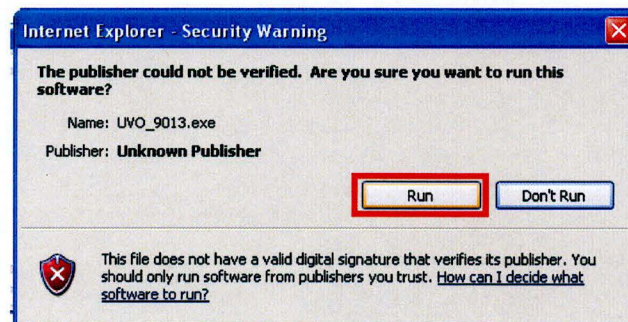 Internet Explorer - Security Warning
The publisher could not be verified. Are you sure you want to run this
software?
Name: UVO_9013.exe
Publisher: Unknown Publisher
Run Don't Run
This file does not have a valid digital signature that verifies its publisher. You
should only run software from publishers you trust. How can I decide what
software to run?